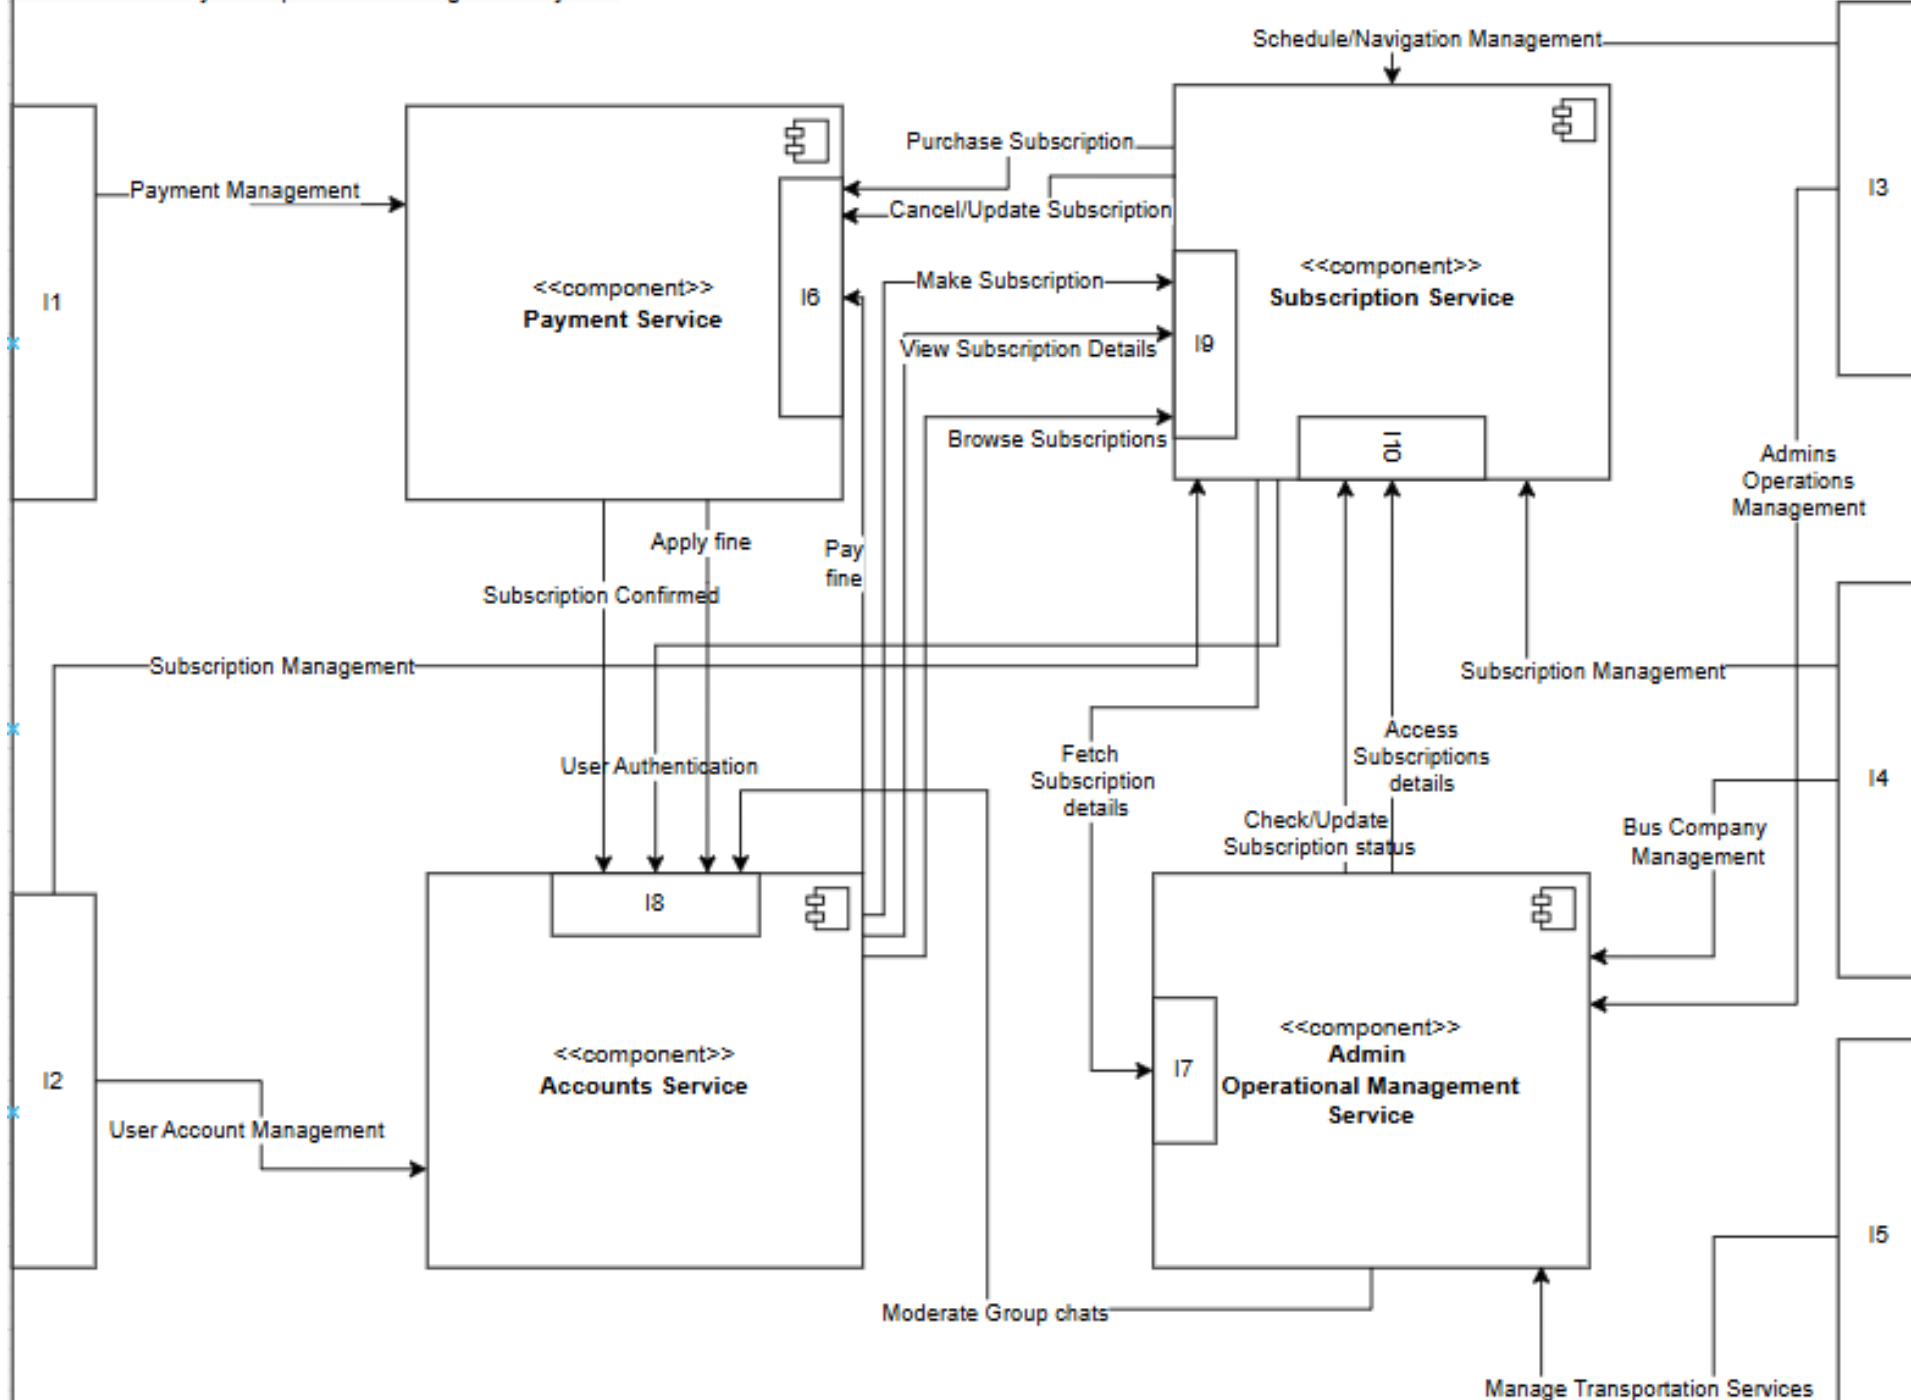 Schedule/Navigation Management
I3
Purchase Subscription
Payment Management
Cancel/Update Subscription
I1
<<component>>
Payment Service
I6
Make Subscription
<<component>>
Subscription Service
View Subscription Details
I9
Browse Subscriptions
I10
Admins
Operations
Management
Apply fine
Pay
fine
Subscription Confirmed
Subscription Management
Subscription Management
User Authentication
Fetch
Subscription
details
Access
Subscriptions
details
I4
Check/Update
Subscription status
Bus Company
Management
I8
I2
<<component>>
Accounts Service
I7
<<component>>
Admin
Operational Management
Service
User Account Management
I5
Moderate Group chats
Manage Transportation Services